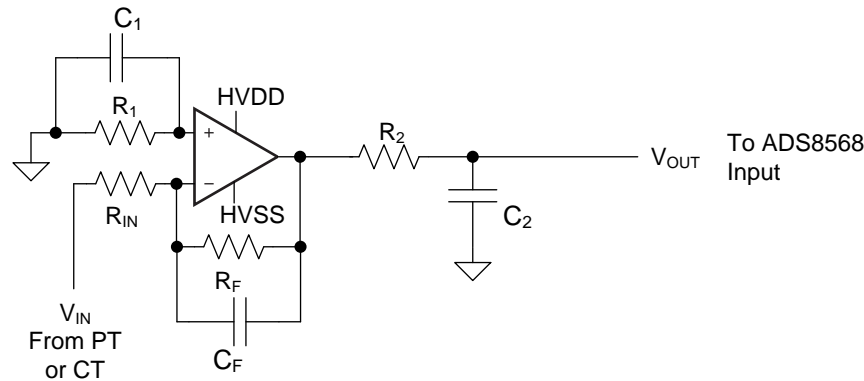 C1
HVDD
R1
+
R2
VOUT
To ADS8568
Input
−
RIN
HVSS
C2
RF
VIN
From PT
or CT
CF